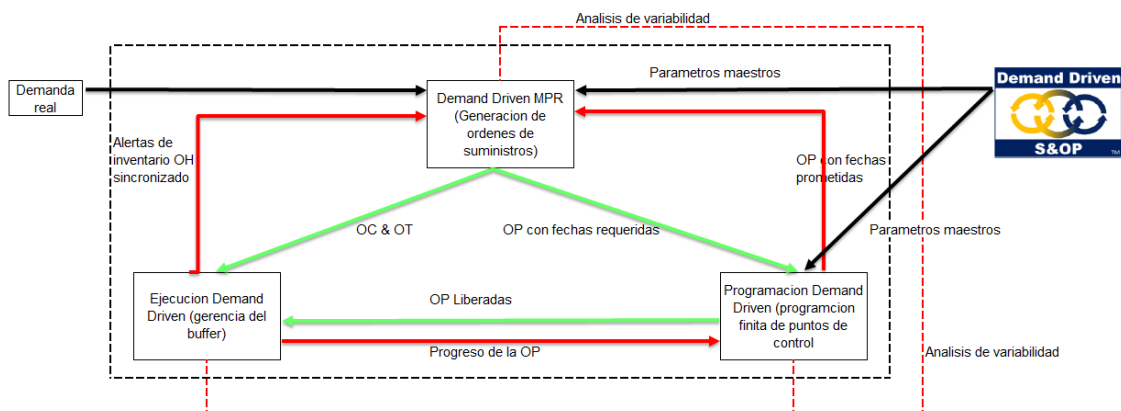 Analisis de variabilidad
Demanda
real
Parametros maestros
Demand Driven
S&OP
TM
Demand Driven MPR
(Generacion de
ordenes de
suministros)
Alertas de
inventario OH
sincronizado
OP con fechas
prometidas
OC & OT
OP con fechas requeridas
Parametros maestros
Ejecucion Demand
Driven (gerencia del
buffer)
OP Liberadas
Progreso de la OP
Programacion Demand
Driven (programcion
finita de puntos de
control
Analisis de variabilidad